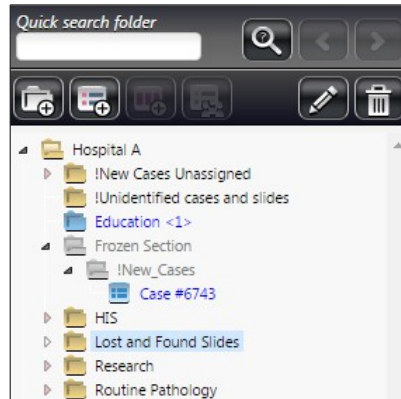 Quick search folder
Hospital A
!New Cases Unassigned
!Unidentified cases and slides
Education <1>
Frozen Section
!New_Cases
Case #6743
HIS
Lost and Found Slides
Research
Routine Pathology